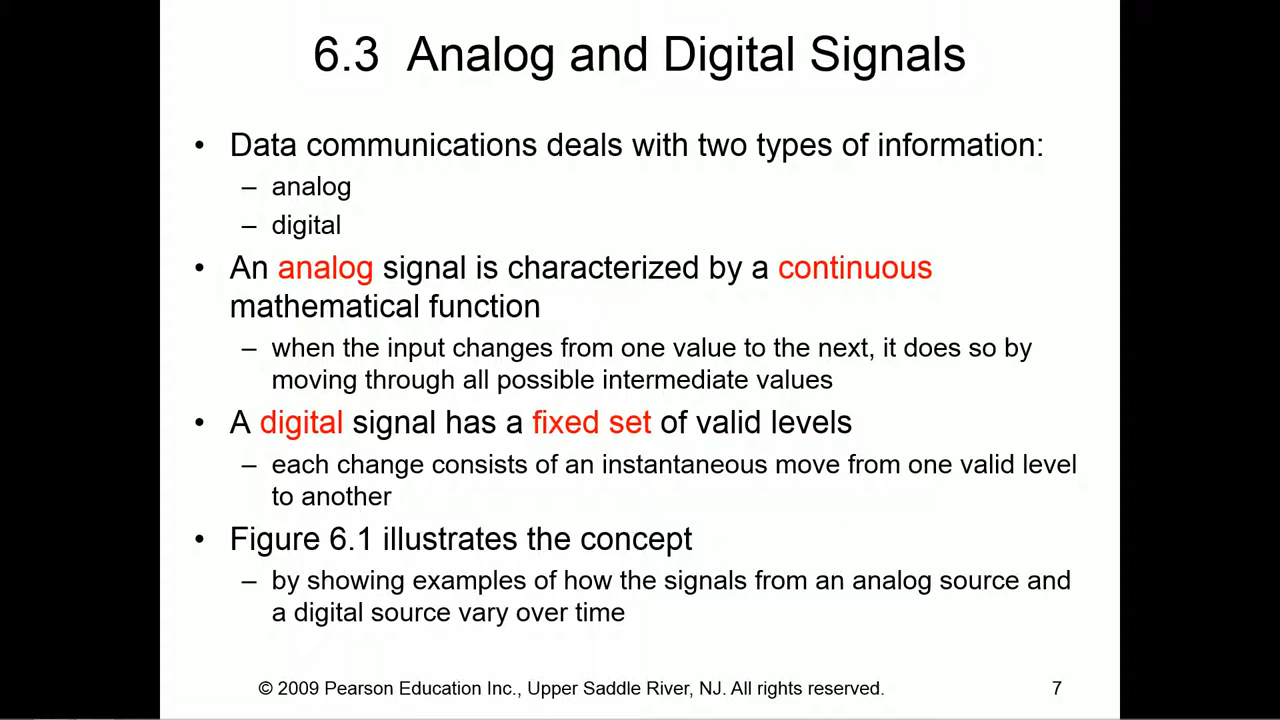 6.3 Analog and Digital Signals
• Data communications deals with two types of information:
– analog
– digital
• An analog signal is characterized by a continuous
mathematical function
– when the input changes from one value to the next, it does so by
moving through all possible intermediate values
• A digital signal has a fixed set of valid levels
– each change consists of an instantaneous move from one valid level
to another
• Figure 6.1 illustrates the concept
– by showing examples of how the signals from an analog source and
a digital source vary over time
© 2009 Pearson Education Inc., Upper Saddle River, NJ. All rights reserved.
7